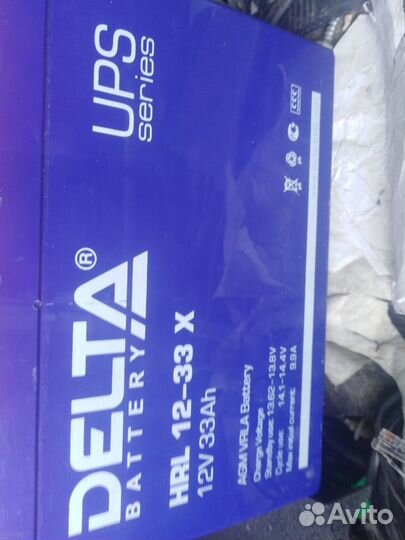 UPS
series
DELTA®
BATTERY
HRL 12-33 X
12V 33Ah
AGM VRLA Battery
Charge Voltage
Standby use: 13.62-13.8V
Cycle use: 14.1-14.4V
Max initial current: 9.9A
Avito